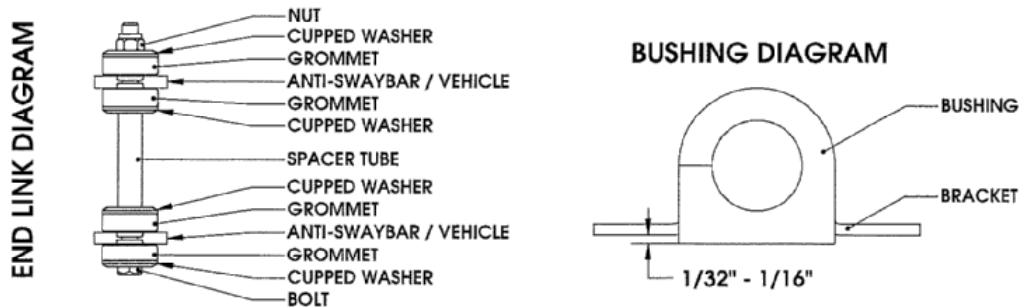 END LINK DIAGRAM
NUT
CUPPED WASHER
GROMMET
ANTI-SWAYBAR / VEHICLE
GROMMET
CUPPED WASHER
SPACER TUBE
CUPPED WASHER
GROMMET
ANTI-SWAYBAR / VEHICLE
GROMMET
CUPPED WASHER
BOLT
BUSHING DIAGRAM
BUSHING
BRACKET
1/32" - 1/16"